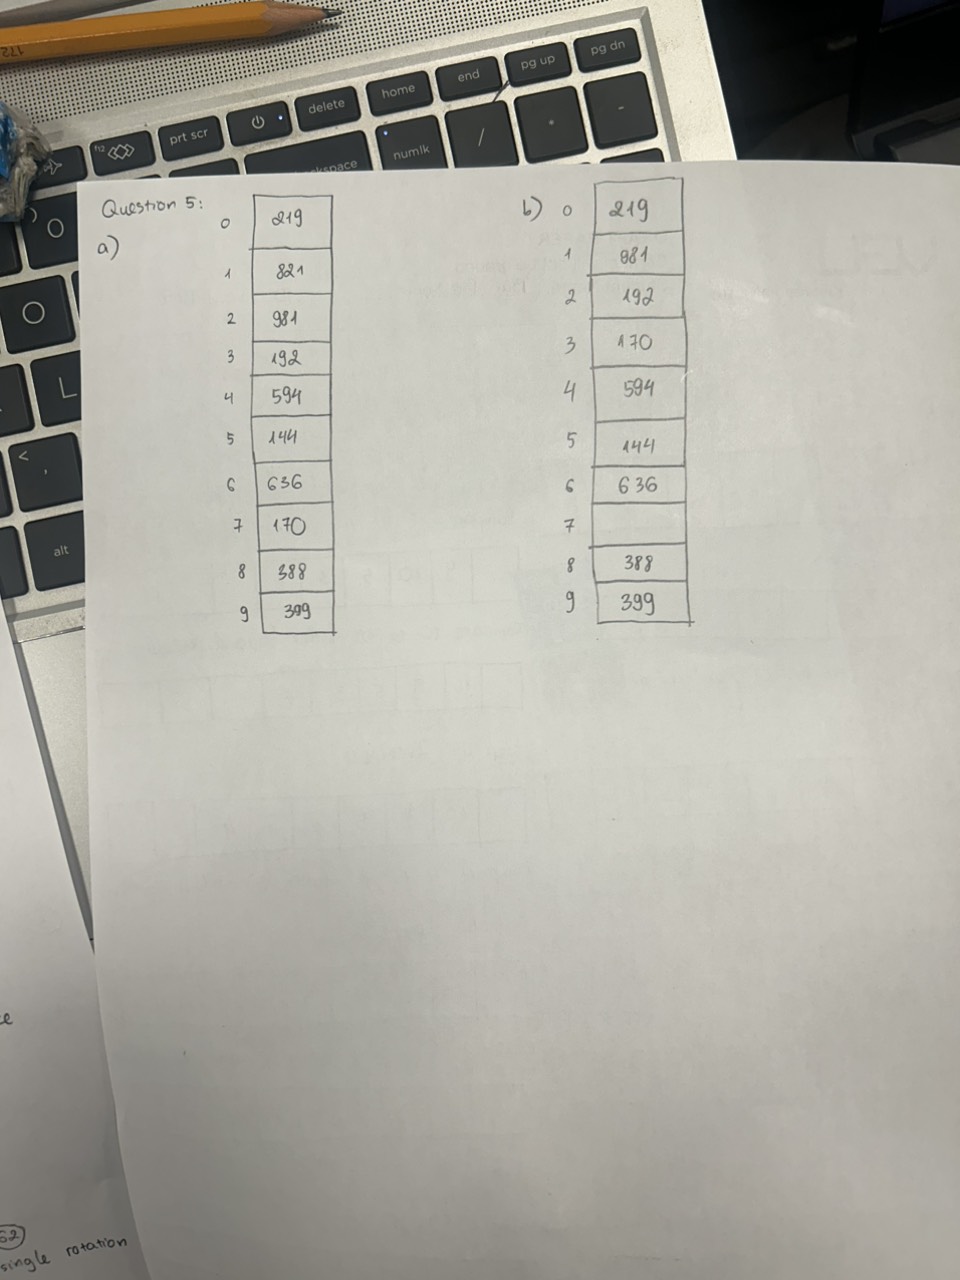 172
prt scr
delete
home
end
pg up
pg dn
f12
numlk
/
*
-
kspace
O
L
<
,
alt
Question 5:
a)
0 219
1 821
2 981
3 192
4 594
5 144
6 636
7 170
8 388
9 399
b)
0 219
1 981
2 192
3 170
4 594
5 144
6 636
7
8 388
9 399
single rotation